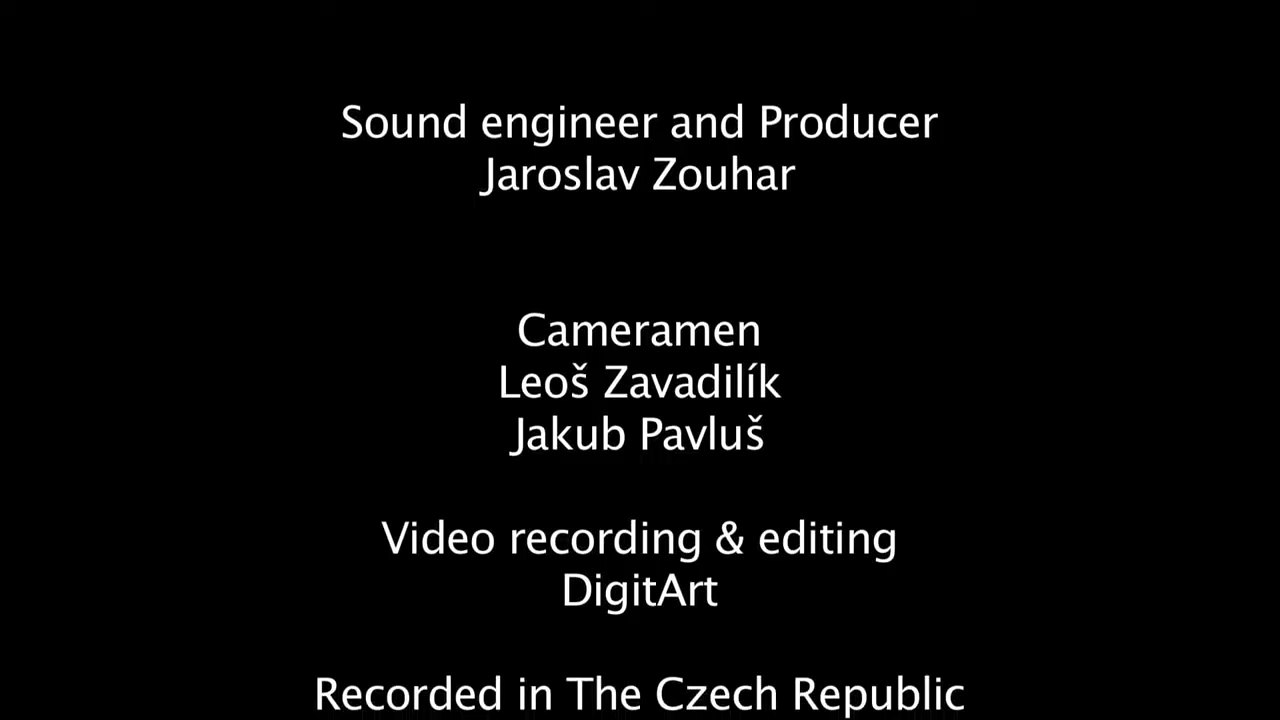 Sound engineer and Producer
Jaroslav Zouhar
Cameramen
Leoš Zavadilík
Jakub Pavluš
Video recording & editing
DigitArt
Recorded in The Czech Republic